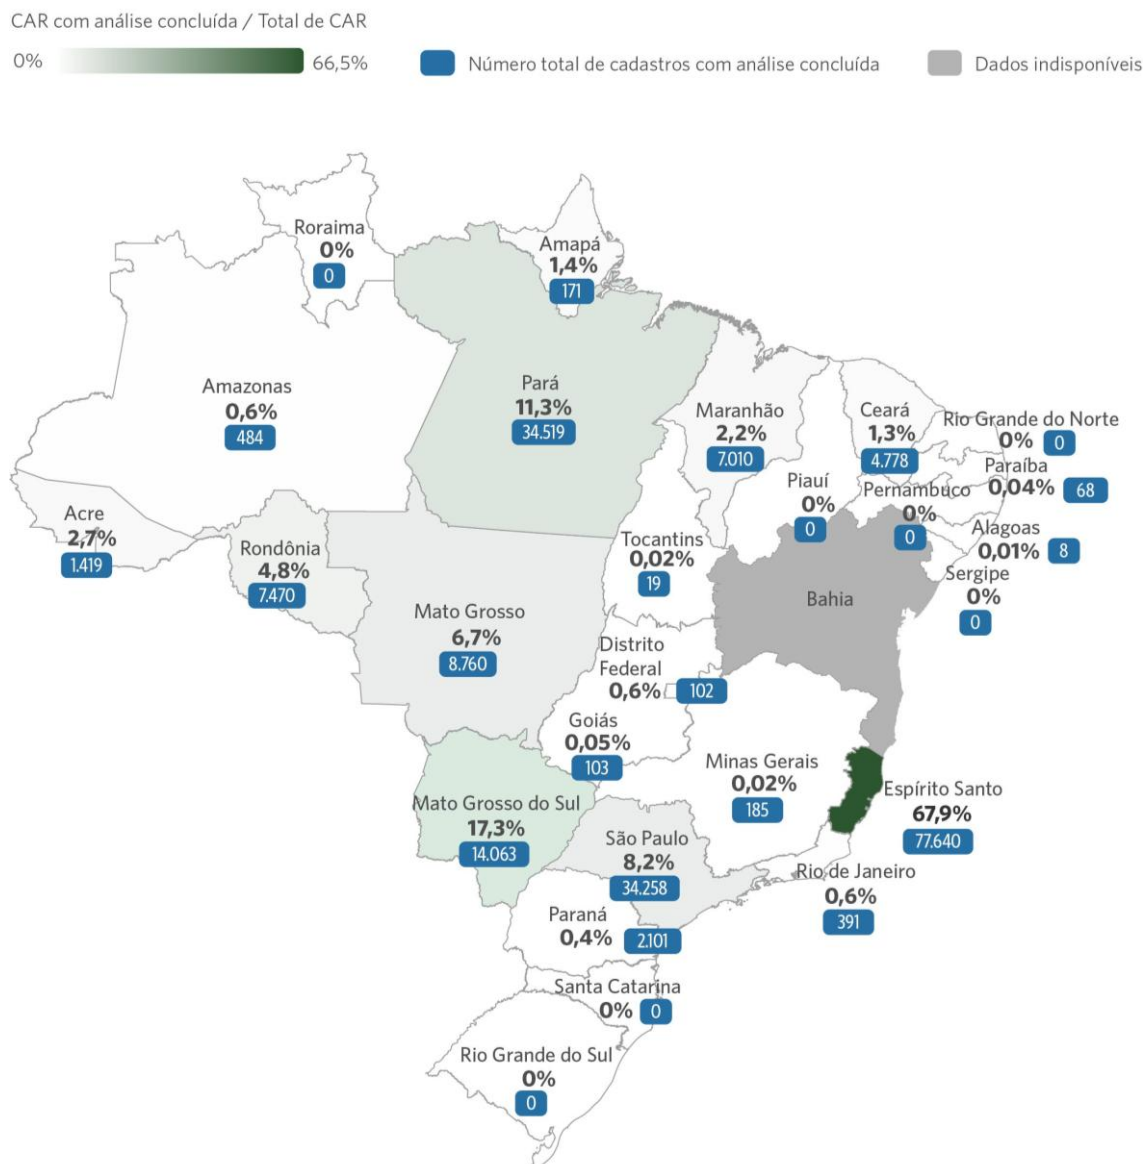 CAR com análise concluída / Total de CAR
0% 66,5%
Número total de cadastros com análise concluída
Dados indisponíveis
Roraima
0%
0
Amapá
1,4%
171
Amazonas
0,6%
484
Pará
11,3%
34.519
Maranhão
2,2%
7.010
Ceará
1,3%
4.778
Rio Grande do Norte
0% 0
Paraíba
0,04% 68
Piauí
0%
0
Pernambuco
0%
0
Alagoas
0,01% 8
Sergipe
0%
0
Acre
2,7%
1.419
Rondônia
4,8%
7.470
Tocantins
0,02%
19
Bahia
Mato Grosso
6,7%
8.760
Distrito
Federal
0,6% 102
Goiás
0,05%
103
Minas Gerais
0,02%
185
Espírito Santo
67,9%
77.640
Mato Grosso do Sul
17,3%
14.063
São Paulo
8,2%
34.258
Rio de Janeiro
0,6%
391
Paraná
0,4% 2.101
Santa Catarina
0% 0
Rio Grande do Sul
0%
0